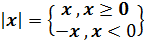 |x| = { x , x ≥ 0
−x , x < 0